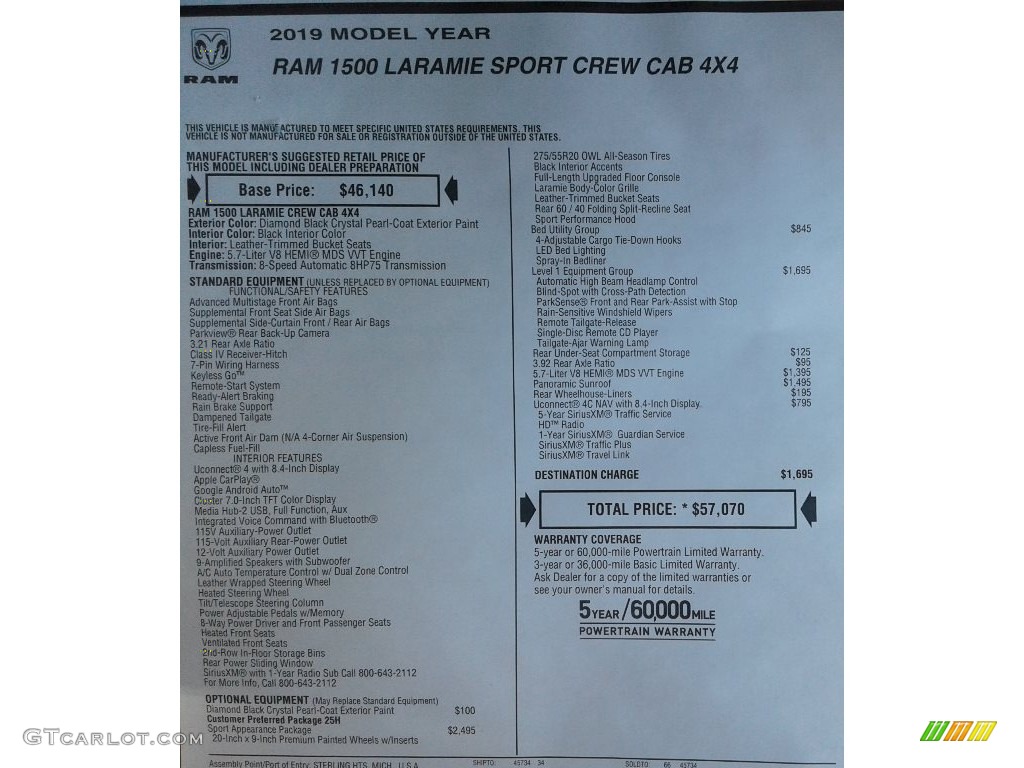 RAM
2019 MODEL YEAR
RAM 1500 LARAMIE SPORT CREW CAB 4X4
THIS VEHICLE IS MANUFACTURED TO MEET SPECIFIC UNITED STATES REQUIREMENTS. THIS
VEHICLE IS NOT MANUFACTURED FOR SALE OR REGISTRATION OUTSIDE OF THE UNITED STATES.
MANUFACTURER'S SUGGESTED RETAIL PRICE OF
THIS MODEL INCLUDING DEALER PREPARATION
Base Price: $46,140
RAM 1500 LARAMIE CREW CAB 4X4
Exterior Color: Diamond Black Crystal Pearl-Coat Exterior Paint
Interior Color: Black Interior Color
Interior: Leather-Trimmed Bucket Seats
Engine: 5.7-Liter V8 HEMI® MDS VVT Engine
Transmission: 8-Speed Automatic 8HP75 Transmission
STANDARD EQUIPMENT (UNLESS REPLACED BY OPTIONAL EQUIPMENT)
FUNCTIONAL/SAFETY FEATURES
Advanced Multistage Front Air Bags
Supplemental Front Seat Side Air Bags
Supplemental Side-Curtain Front / Rear Air Bags
Parkview® Rear Back-Up Camera
3.21 Rear Axle Ratio
Class IV Receiver-Hitch
7-Pin Wiring Harness
Keyless Go™
Remote-Start System
Ready-Alert Braking
Rain Brake Support
Dampened Tailgate
Tire-Fill Alert
Active Front Air Dam (N/A 4-Corner Air Suspension)
Capless Fuel-Fill
INTERIOR FEATURES
Uconnect® 4 with 8.4-Inch Display
Apple CarPlay®
Google Android Auto™
Cluster 7.0-Inch TFT Color Display
Media Hub-2 USB, Full Function, Aux
Integrated Voice Command with Bluetooth®
115V Auxiliary-Power Outlet
115-Volt Auxiliary Rear-Power Outlet
12-Volt Auxiliary Power Outlet
9-Amplified Speakers with Subwoofer
A/C Auto Temperature Control w/ Dual Zone Control
Leather Wrapped Steering Wheel
Heated Steering Wheel
Tilt/Telescope Steering Column
Power Adjustable Pedals w/Memory
8-Way Power Driver and Front Passenger Seats
Heated Front Seats
Ventilated Front Seats
2nd-Row In-Floor Storage Bins
Rear Power Sliding Window
SiriusXM® with 1-Year Radio Sub Call 800-643-2112
For More Info, Call 800-643-2112
OPTIONAL EQUIPMENT (May Replace Standard Equipment)
Diamond Black Crystal Pearl-Coat Exterior Paint $100
Customer Preferred Package 25H
Sport Appearance Package $2,495
20-Inch x 9-Inch Premium Painted Wheels w/Inserts
275/55R20 OWL All-Season Tires
Black Interior Accents
Full-Length Upgraded Floor Console
Laramie Body-Color Grille
Leather-Trimmed Bucket Seats
Rear 60 / 40 Folding Split-Recline Seat
Sport Performance Hood
Bed Utility Group $845
4-Adjustable Cargo Tie-Down Hooks
LED Bed Lighting
Spray-In Bedliner
Level 1 Equipment Group $1,695
Automatic High Beam Headlamp Control
Blind-Spot with Cross-Path Detection
ParkSense® Front and Rear Park-Assist with Stop
Rain-Sensitive Windshield Wipers
Remote Tailgate-Release
Single-Disc Remote CD Player
Tailgate-Ajar Warning Lamp
Rear Under-Seat Compartment Storage $125
3.92 Rear Axle Ratio $95
5.7-Liter V8 HEMI® MDS VVT Engine $1,395
Panoramic Sunroof $1,495
Rear Wheelhouse-Liners $195
Uconnect® 4C NAV with 8.4-Inch Display $795
5-Year SiriusXM® Traffic Service
HD™ Radio
1-Year SiriusXM® Guardian Service
SiriusXM® Traffic Plus
SiriusXM® Travel Link
DESTINATION CHARGE $1,695
TOTAL PRICE: * $57,070
WARRANTY COVERAGE
5-year or 60,000-mile Powertrain Limited Warranty.
3-year or 36,000-mile Basic Limited Warranty.
Ask Dealer for a copy of the limited warranties or
see your owner's manual for details.
5 YEAR/60,000 MILE
POWERTRAIN WARRANTY
Assembly Point/Port of Entry: STERLING HTS, MICH., U.S.A.
SHIPTO: 45734 34 SOLDTO: 66 45734
GTCARLOT.COM